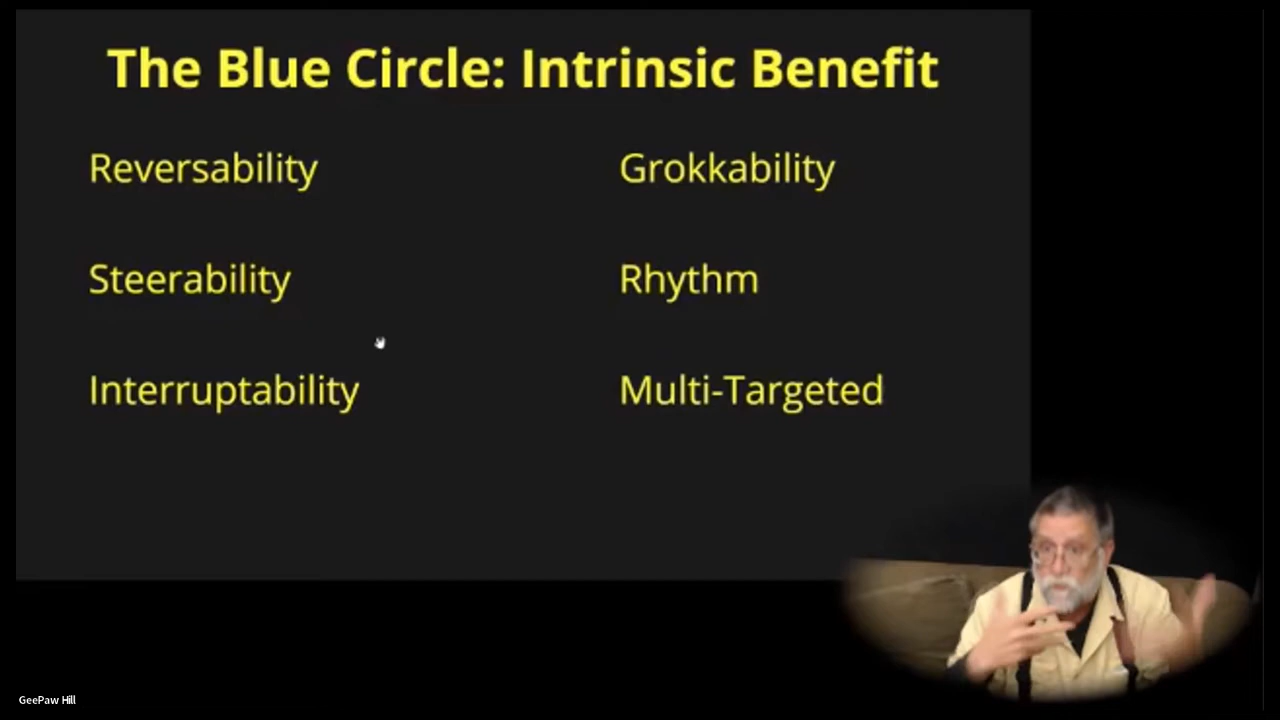 The Blue Circle: Intrinsic Benefit
Reversability
Grokkability
Steerability
Rhythm
Interruptability
Multi-Targeted
GeePaw Hill